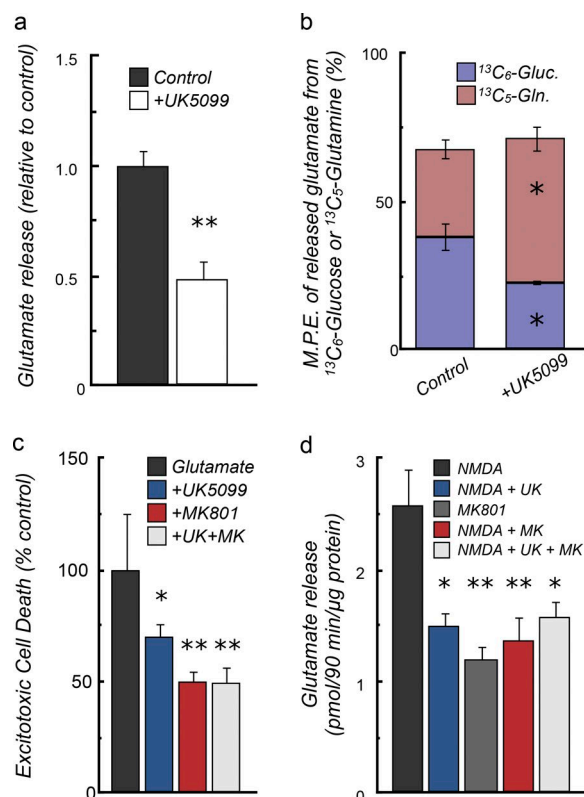 a
Glutamate release (relative to control)
1.5
1.0
0.5
0
Control
+UK5099
**
b
M.P.E. of released glutamate from
¹³C₆-Glucose or ¹³C₅-Glutamine (%)
100
50
0
¹³C₆-Gluc.
¹³C₅-Gln.
*
*
Control
+UK5099
c
Excitotoxic Cell Death (% control)
150
100
50
0
Glutamate
+UK5099
+MK801
+UK+MK
*
**
**
d
Glutamate release
(pmol/90 min/µg protein)
3
2
1
0
NMDA
NMDA + UK
MK801
NMDA + MK
NMDA + UK + MK
*
**
**
*